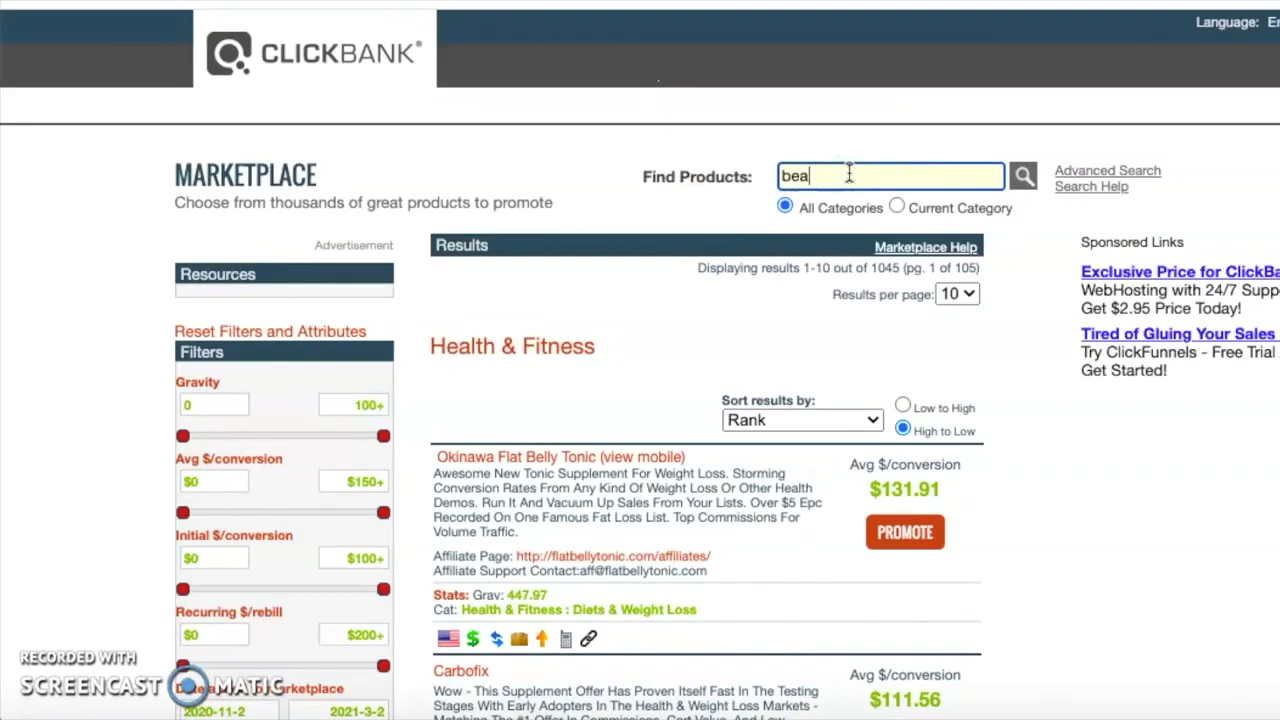 Language: En
CLICKBANK®
MARKETPLACE
Choose from thousands of great products to promote
Find Products:
bea
Advanced Search
Search Help
All Categories
Current Category
Advertisement
Resources
Reset Filters and Attributes
Filters
Gravity
0
100+
Avg $/conversion
$0
$150+
Initial $/conversion
$0
$100+
Recurring $/rebill
$0
$200+
2020-11-2
2021-3-2
Results
Marketplace Help
Displaying results 1-10 out of 1045 (pg. 1 of 105)
Results per page: 10
Health & Fitness
Sort results by:
Rank
Low to High
High to Low
Okinawa Flat Belly Tonic (view mobile)
Awesome New Tonic Supplement For Weight Loss. Storming
Conversion Rates From Any Kind Of Weight Loss Or Other Health
Demos. Run It And Vacuum Up Sales From Your Lists. Over $5 Epc
Recorded On One Famous Fat Loss List. Top Commissions For
Volume Traffic.
Avg $/conversion
$131.91
PROMOTE
Affiliate Page: http://flatbellytonic.com/affiliates/
Affiliate Support Contact:aff@flatbellytonic.com
Stats: Grav: 447.97
Cat: Health & Fitness : Diets & Weight Loss
Carbofix
Wow - This Supplement Offer Has Proven Itself Fast In The Testing
Stages With Early Adopters In The Health & Weight Loss Markets -
Avg $/conversion
$111.56
Sponsored Links
Exclusive Price for ClickBa
WebHosting with 24/7 Supp
Get $2.95 Price Today!
Tired of Gluing Your Sales
Try ClickFunnels - Free Trial
Get Started!
RECORDED WITH
SCREENCAST MATIC